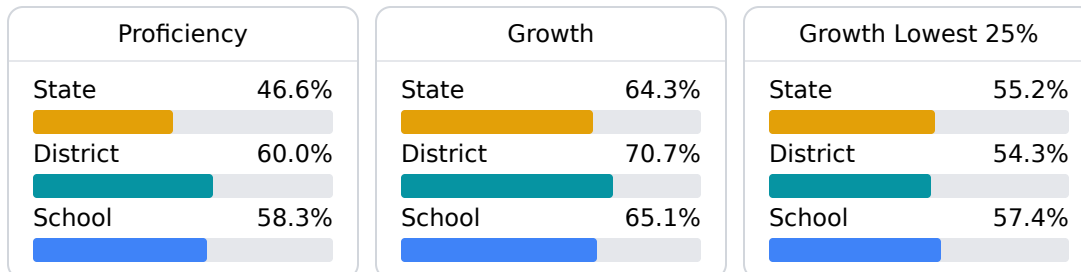 Proficiency
State 46.6%
District 60.0%
School 58.3%
Growth
State 64.3%
District 70.7%
School 65.1%
Growth Lowest 25%
State 55.2%
District 54.3%
School 57.4%